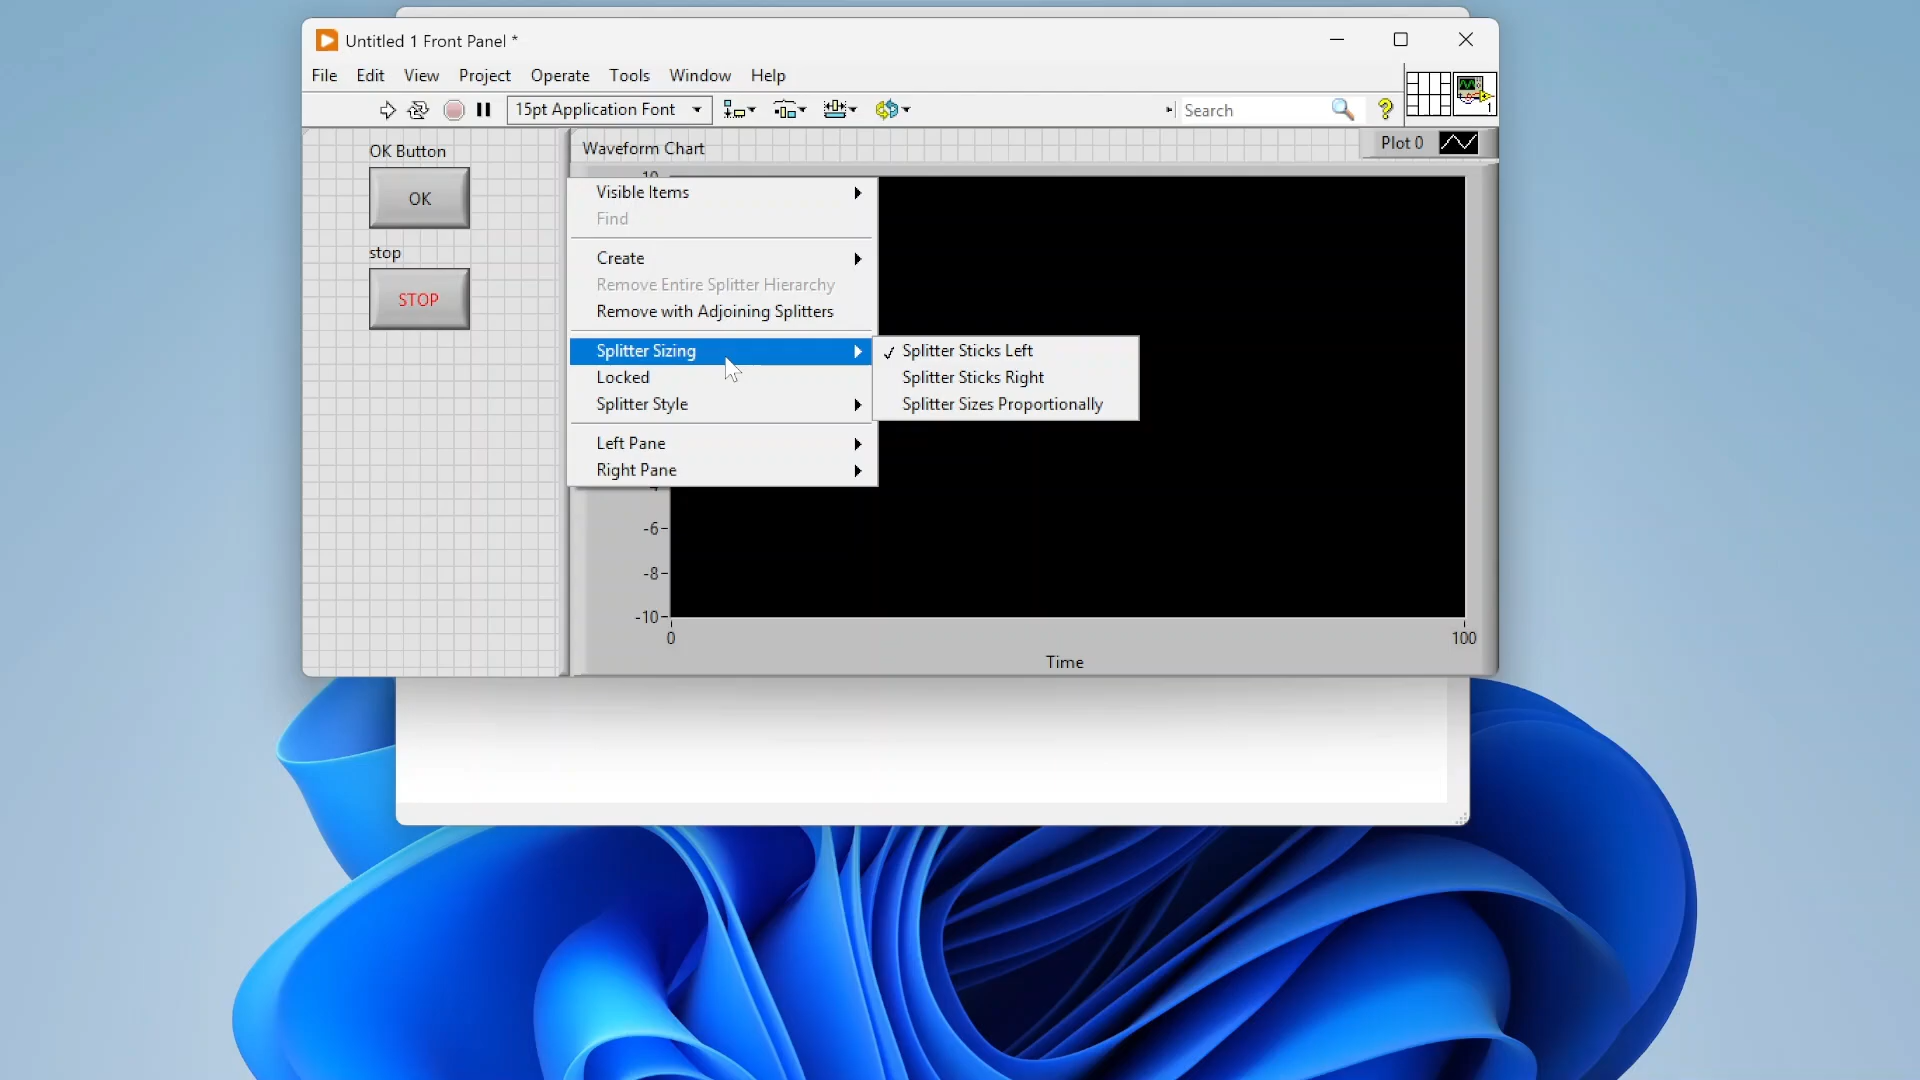 Untitled 1 Front Panel *
File Edit View Project Operate Tools Window Help
15pt Application Font
Search
?
1
OK Button
OK
stop
STOP
Waveform Chart
Plot 0
10
Visible Items
Find
Create
Remove Entire Splitter Hierarchy
Remove with Adjoining Splitters
Splitter Sizing
Locked
Splitter Style
Left Pane
Right Pane
✓ Splitter Sticks Left
Splitter Sticks Right
Splitter Sizes Proportionally
-6
-8
-10
0
100
Time